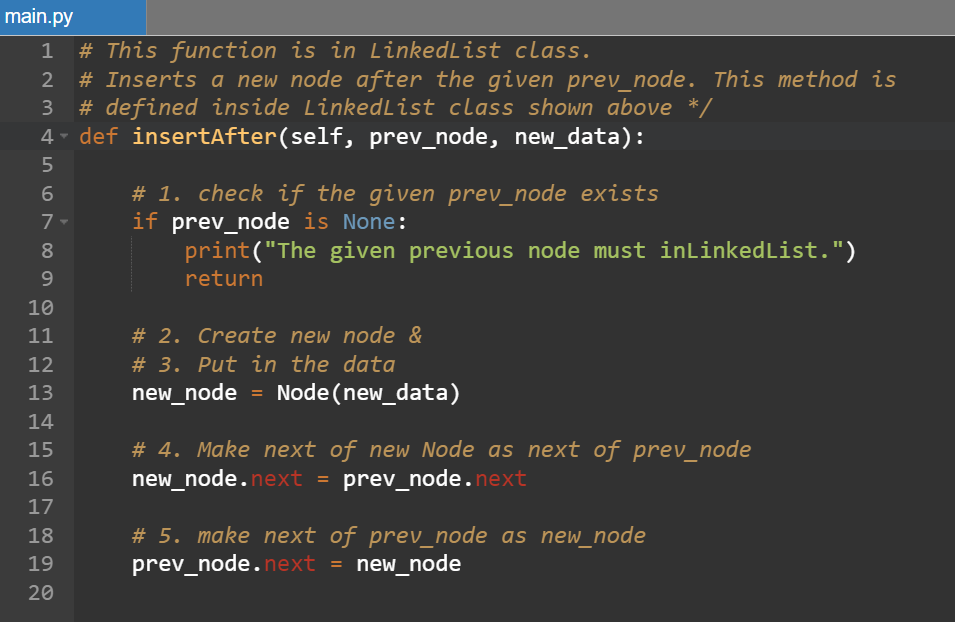 main.py
1 # This function is in LinkedList class.
2 # Inserts a new node after the given prev_node. This method is
3 # defined inside LinkedList class shown above */
4 def insertAfter(self, prev_node, new_data):
5
6     # 1. check if the given prev_node exists
7     if prev_node is None:
8         print("The given previous node must inLinkedList.")
9         return
10
11     # 2. Create new node &
12     # 3. Put in the data
13     new_node = Node(new_data)
14
15     # 4. Make next of new Node as next of prev_node
16     new_node.next = prev_node.next
17
18     # 5. make next of prev_node as new_node
19     prev_node.next = new_node
20